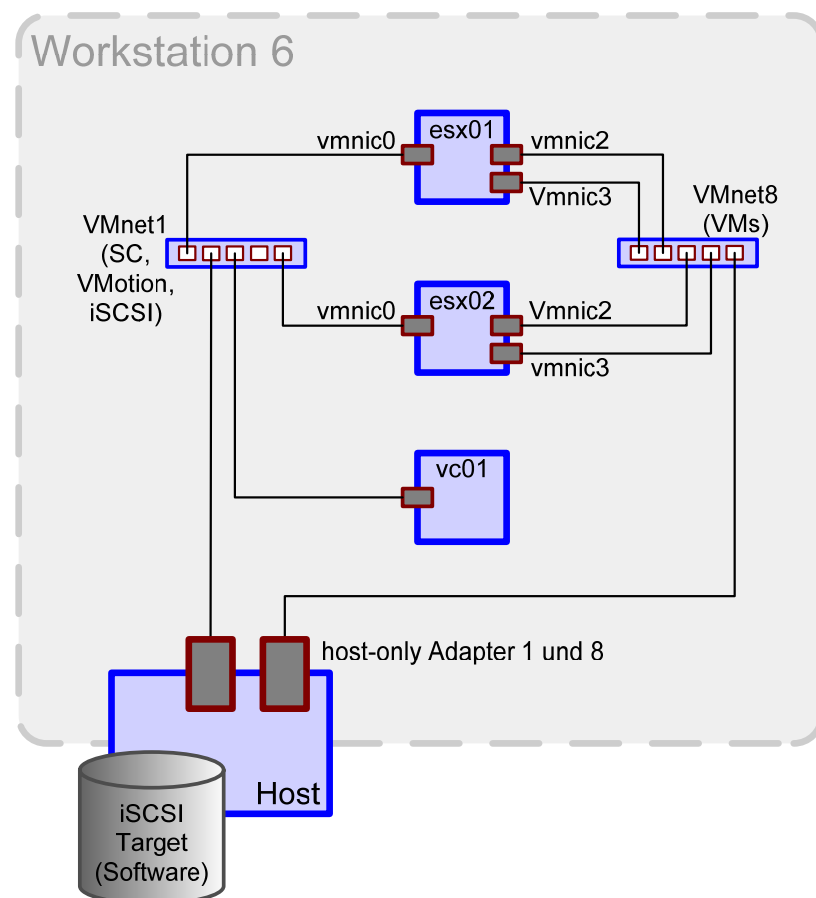 Workstation 6
esx01
vmnic0
vmnic2
Vmnic3
VMnet1
(SC,
VMotion,
iSCSI)
VMnet8
(VMs)
esx02
vmnic0
Vmnic2
vmnic3
vc01
host-only Adapter 1 und 8
Host
iSCSI
Target
(Software)